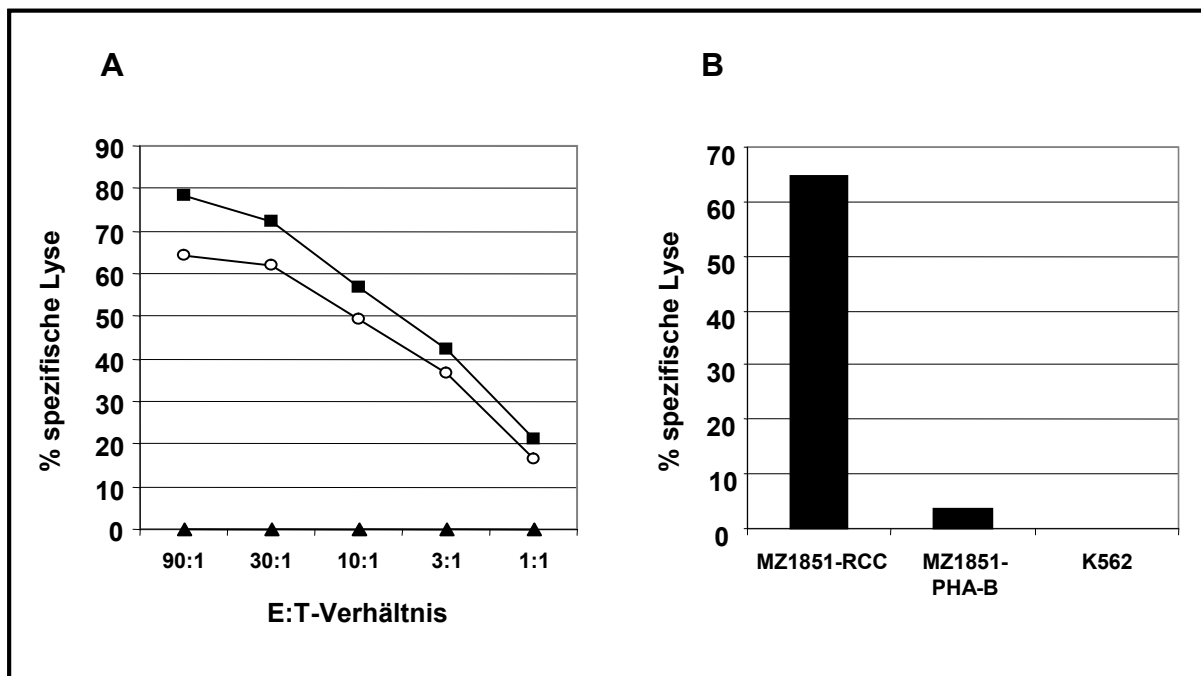 A
% spezifische Lyse
90
80
70
60
50
40
30
20
10
0
90:1 30:1 10:1 3:1 1:1
E:T-Verhältnis
B
% spezifische Lyse
70
60
50
40
30
20
10
0
MZ1851-RCC MZ1851- K562
PHA-B